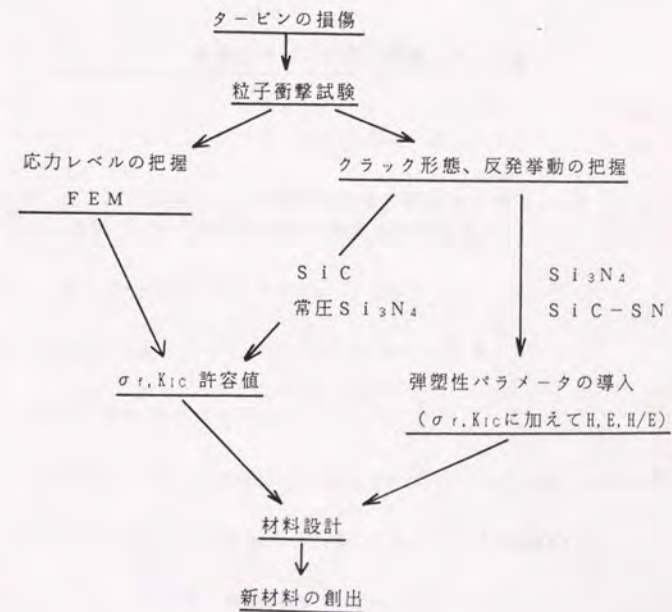 タービンの損傷
粒子衝撃試験
応力レベルの把握
FEM
クラック形態、反発挙動の把握
SiC
常圧Si₃N₄
Si₃N₄
SiC-SN
σf,KIC 許容値
弾塑性パラメータの導入
(σf,KICに加えてH,E,H/E)
材料設計
新材料の創出